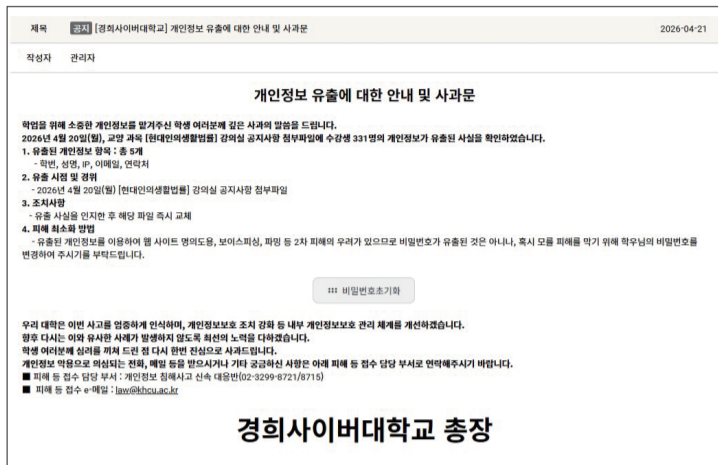 제목 공지 [경희사이버대학교] 개인정보 유출에 대한 안내 및 사과문 2026-04-21
작성자 관리자
개인정보 유출에 대한 안내 및 사과문
학업을 위해 소중한 개인정보를 맡겨주신 학생 여러분께 깊은 사과의 말씀을 드립니다.
2026년 4월 20일(월), 교양 과목 [현대인의생활법률] 강의실 공지사항 첨부파일에 수강생 331명의 개인정보가 유출된 사실을 확인하였습니다.
1. 유출된 개인정보 항목 : 총 5개
- 학번, 성명, IP, 이메일, 연락처
2. 유출 시점 및 경위
- 2026년 4월 20일(월) [현대인의생활법률] 강의실 공지사항 첨부파일
3. 조치사항
- 유출 사실을 인지한 후 해당 파일 즉시 교체
4. 피해 최소화 방법
- 유출된 개인정보를 이용하여 웹 사이트 명의도용, 보이스피싱, 파밍 등 2차 피해의 우려가 있으므로 비밀번호가 유출된 것은 아니나, 혹시 모를 피해를 막기 위해 학우님의 비밀번호를
변경하여 주시기를 부탁드립니다.
비밀번호초기화
우리 대학은 이번 사고를 엄중하게 인식하며, 개인정보보호 조치 강화 등 내부 개인정보보호 관리 체계를 개선하겠습니다.
향후 다시는 이와 유사한 사례가 발생하지 않도록 최선의 노력을 다하겠습니다.
학생 여러분께 심려를 끼쳐 드린 점 다시 한번 진심으로 사과드립니다.
개인정보 악용으로 의심되는 전화, 메일 등을 받으시거나 기타 궁금하신 사항은 아래 피해 등 접수 담당 부서로 연락해주시기 바랍니다.
■ 피해 등 접수 담당 부서 : 개인정보 침해사고 신속 대응반(02-3299-8721/8715)
■ 피해 등 접수 e-메일 : law@khcu.ac.kr
경희사이버대학교 총장